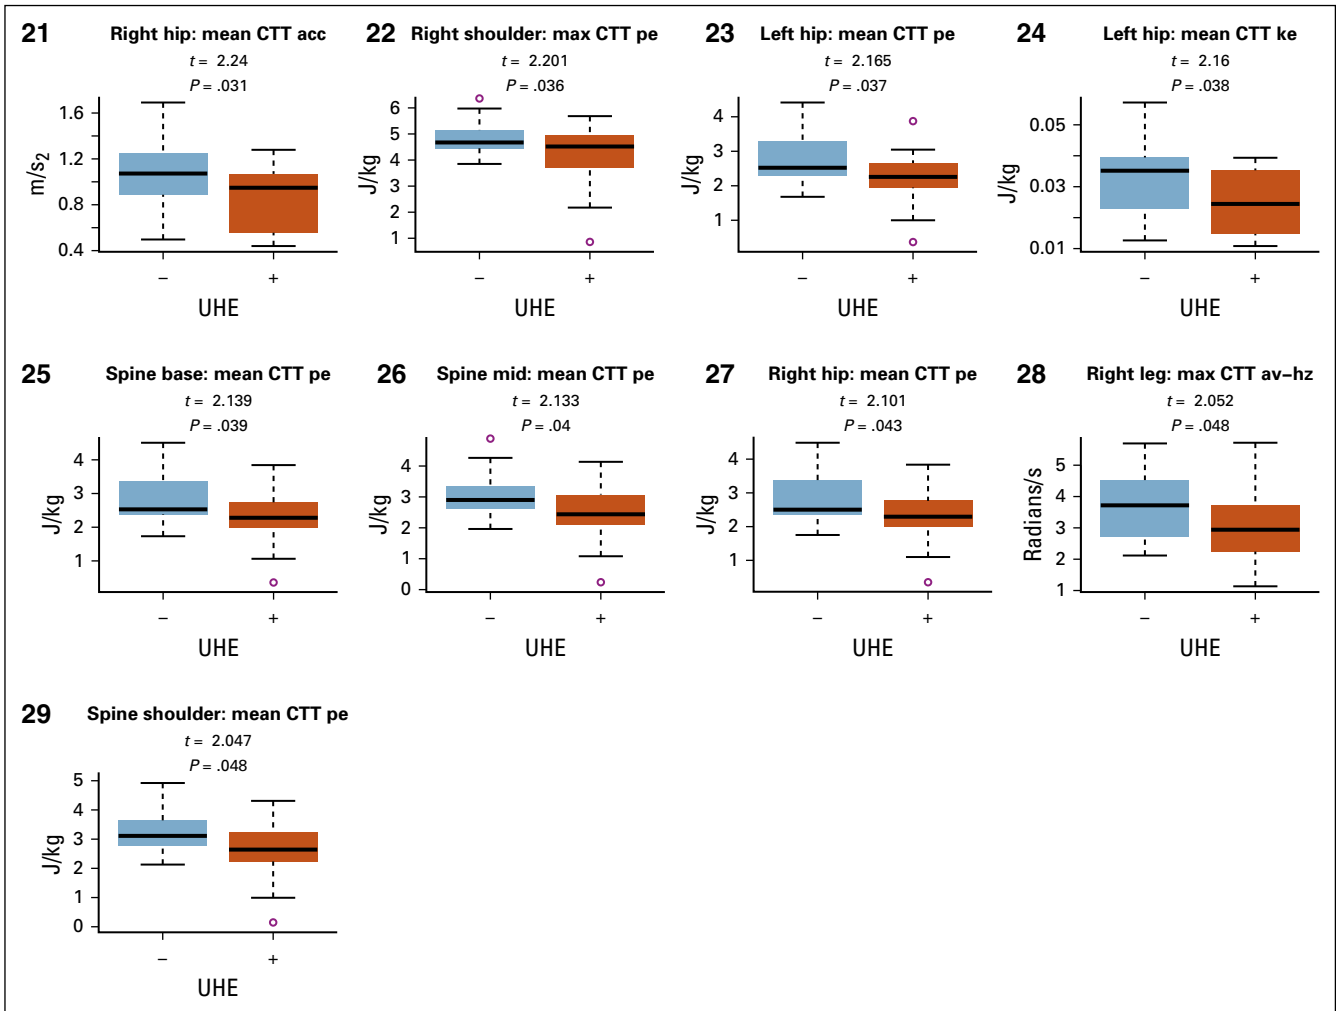 21 Right hip: mean CTT acc
t = 2.24
P = .031
m/s2
1.6
1.2
0.8
0.4
– +
UHE
22 Right shoulder: max CTT pe
t = 2.201
P = .036
J/kg
6
5
4
3
2
1
– +
UHE
23 Left hip: mean CTT pe
t = 2.165
P = .037
J/kg
4
3
2
1
– +
UHE
24 Left hip: mean CTT ke
t = 2.16
P = .038
J/kg
0.05
0.03
0.01
– +
UHE
25 Spine base: mean CTT pe
t = 2.139
P = .039
J/kg
4
3
2
1
– +
UHE
26 Spine mid: mean CTT pe
t = 2.133
P = .04
J/kg
4
3
2
1
0
– +
UHE
27 Right hip: mean CTT pe
t = 2.101
P = .043
J/kg
4
3
2
1
– +
UHE
28 Right leg: max CTT av–hz
t = 2.052
P = .048
Radians/s
5
4
3
2
1
– +
UHE
29 Spine shoulder: mean CTT pe
t = 2.047
P = .048
J/kg
5
4
3
2
1
0
– +
UHE